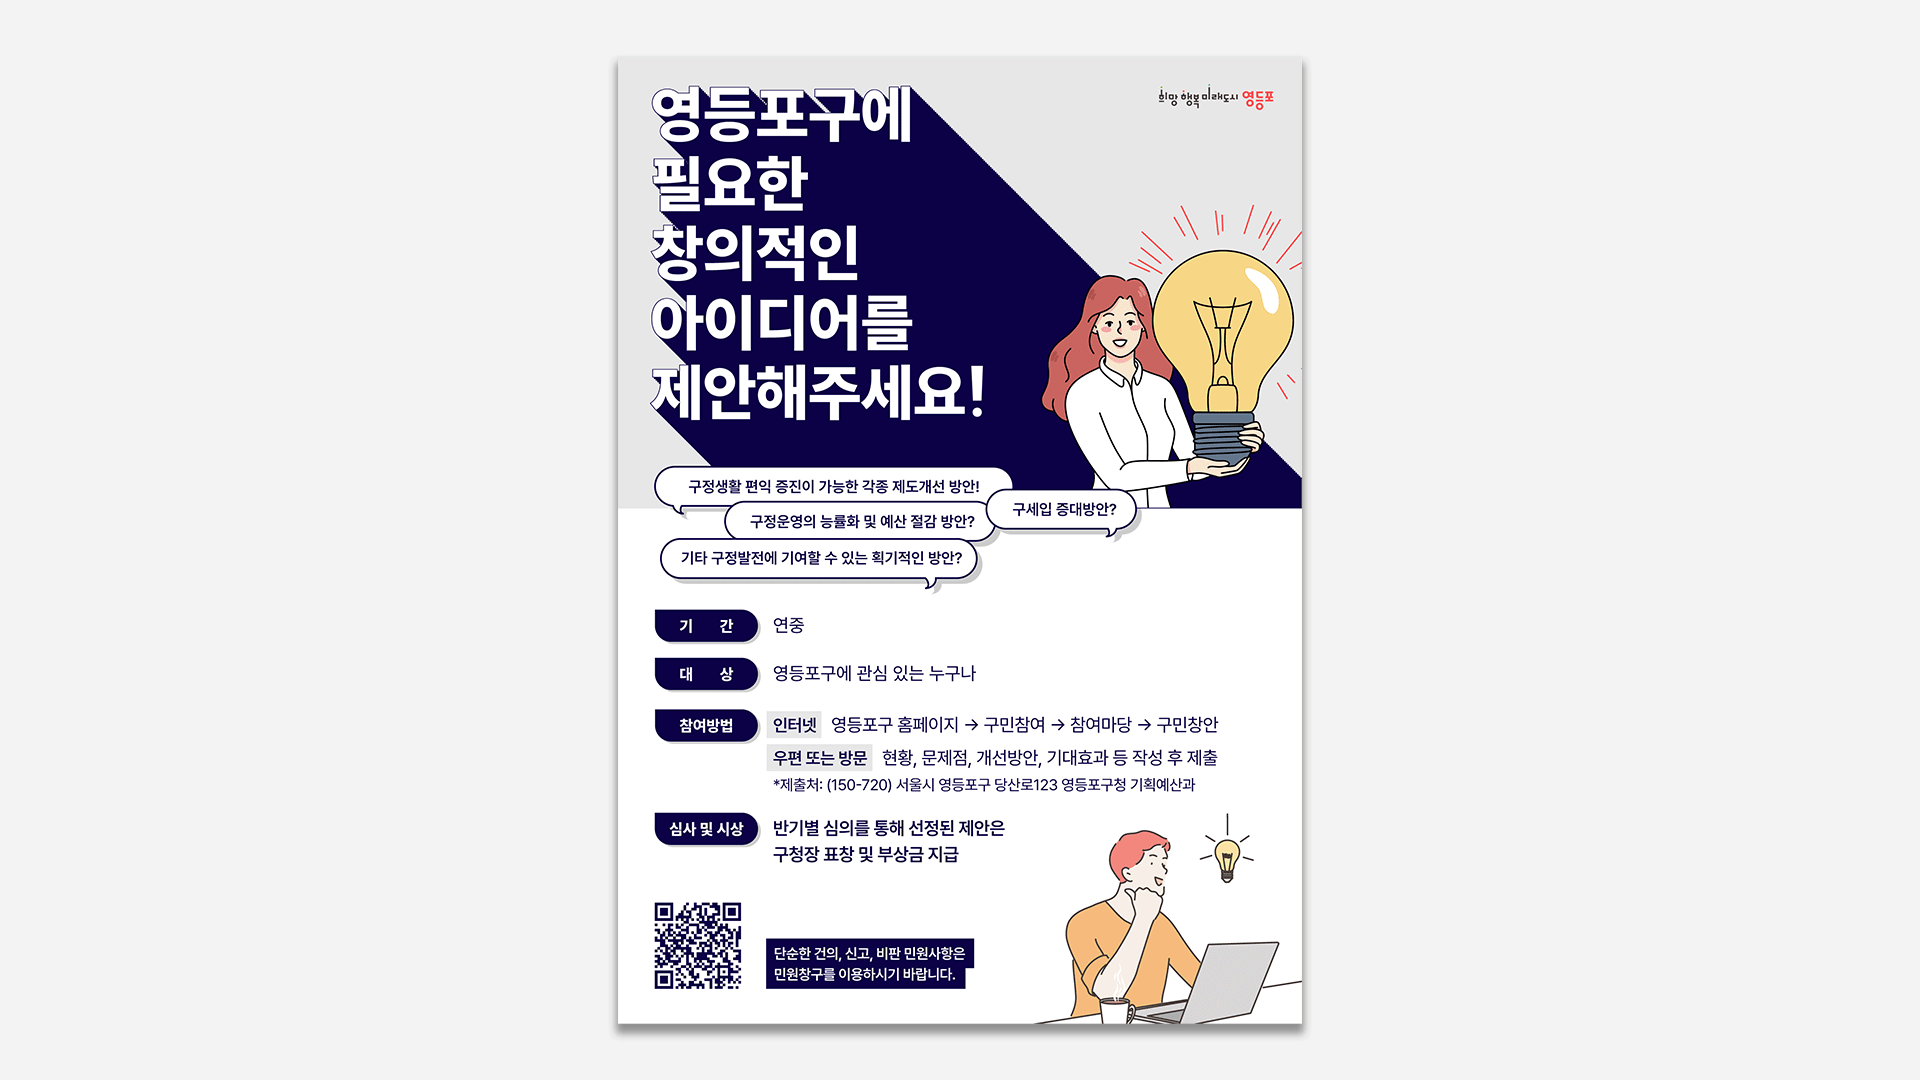 희망 행복 미래도시 영등포
영등포구에
필요한
창의적인
아이디어를
제안해주세요!
구정생활 편익 증진이 가능한 각종 제도개선 방안!
구세입 증대방안?
구정운영의 능률화 및 예산 절감 방안?
기타 구정발전에 기여할 수 있는 획기적인 방안?
기 간 연중
대 상 영등포구에 관심 있는 누구나
참여방법 인터넷 영등포구 홈페이지 → 구민참여 → 참여마당 → 구민창안
우편 또는 방문 현황, 문제점, 개선방안, 기대효과 등 작성 후 제출
*제출처: (150-720) 서울시 영등포구 당산로123 영등포구청 기획예산과
심사 및 시상 반기별 심의를 통해 선정된 제안은
구청장 표창 및 부상금 지급
단순한 건의, 신고, 비판 민원사항은
민원창구를 이용하시기 바랍니다.